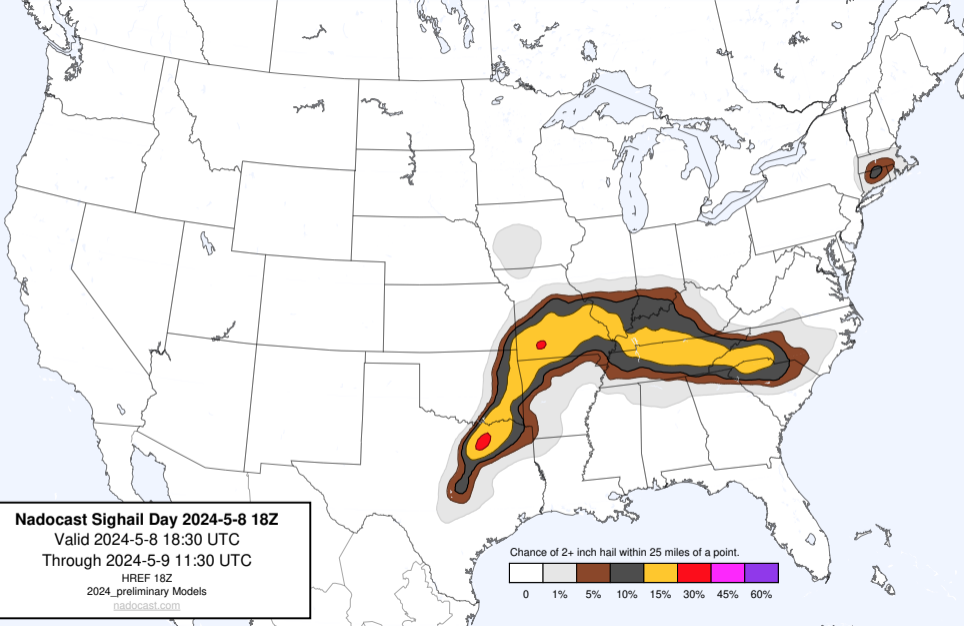 Nadocast Sighail Day 2024-5-8 18Z
Valid 2024-5-8 18:30 UTC
Through 2024-5-9 11:30 UTC
HREF 18Z
2024_preliminary Models
nadocast.com
Chance of 2+ inch hail within 25 miles of a point.
0 1% 5% 10% 15% 30% 45% 60%